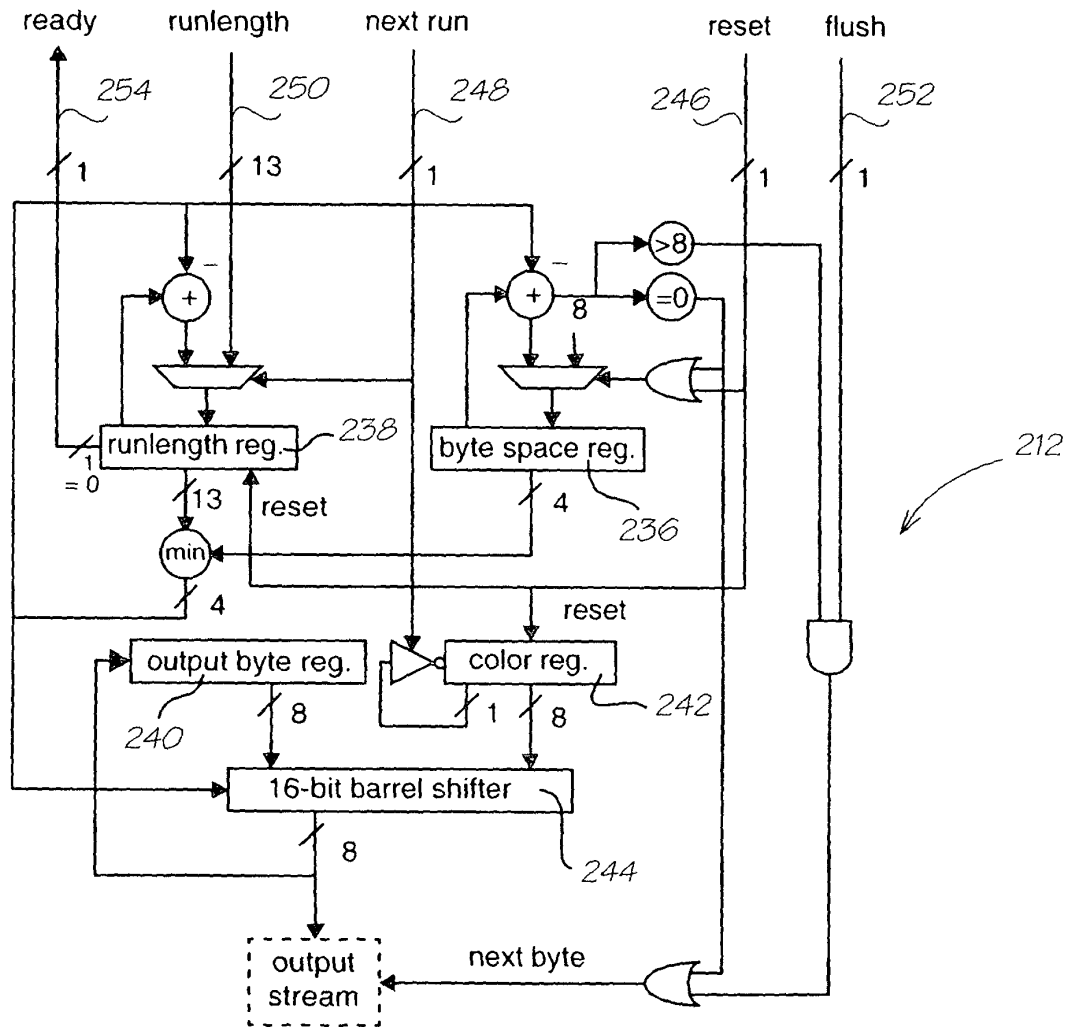 ready runlength next run reset flush
254 250 248 246 252
1 13 1 1 1
− −
>8
+ + =0
8
runlength reg. 238 byte space reg. 212
1
= 0 13 reset 4 236
min
4 reset
output byte reg. color reg.
240 8 1 8 242
16-bit barrel shifter
8 244
next byte
output
stream